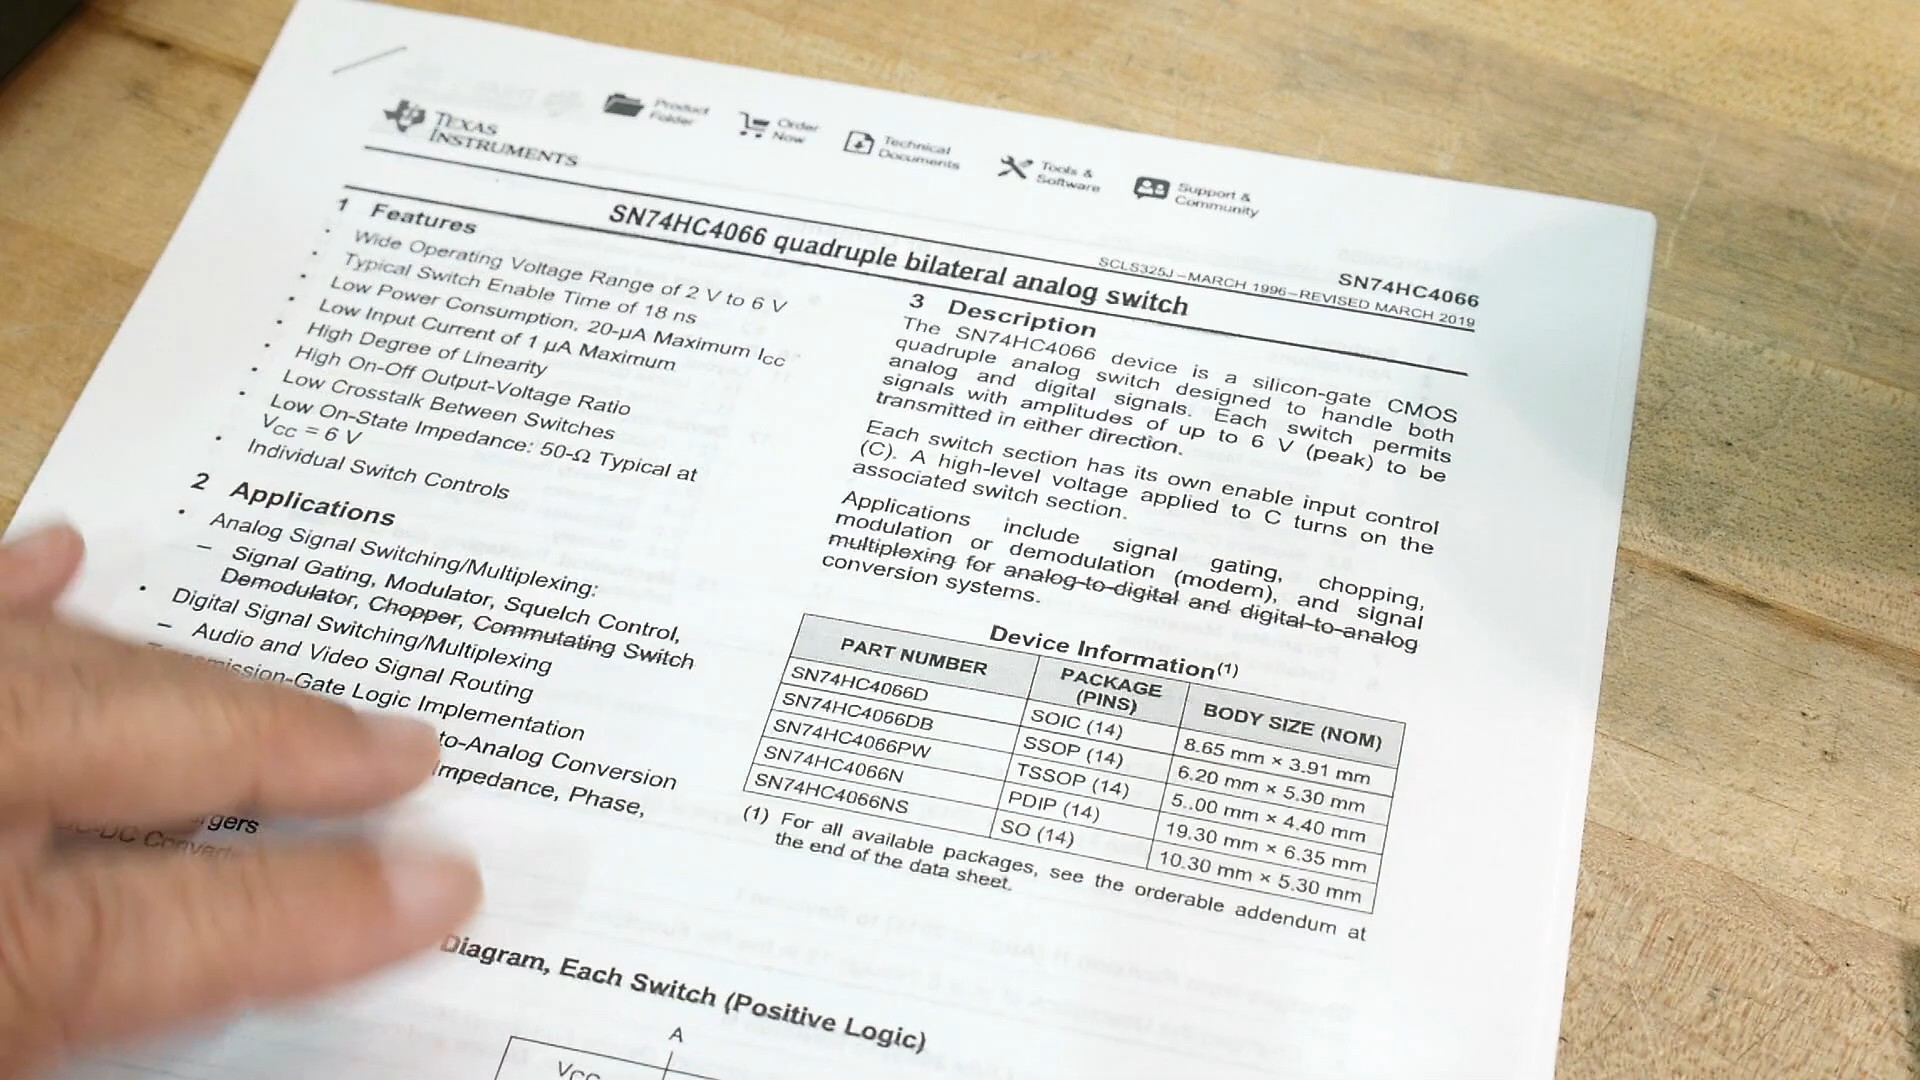 TEXAS
INSTRUMENTS
Product
Folder
Order
Now
Technical
Documents
Tools &
Software
Support &
Community
SN74HC4066
SCLS325J – MARCH 1996 – REVISED MARCH 2019
SN74HC4066 quadruple bilateral analog switch
1 Features
• Wide Operating Voltage Range of 2 V to 6 V
• Typical Switch Enable Time of 18 ns
• Low Power Consumption, 20-µA Maximum ICC
• Low Input Current of 1 µA Maximum
• High Degree of Linearity
• High On-Off Output-Voltage Ratio
• Low Crosstalk Between Switches
• Low On-State Impedance: 50-Ω Typical at
VCC = 6 V
• Individual Switch Controls
2 Applications
• Analog Signal Switching/Multiplexing:
– Signal Gating, Modulator, Squelch Control,
Demodulator, Chopper, Commutating Switch
• Digital Signal Switching/Multiplexing
– Audio and Video Signal Routing
Transmission-Gate Logic Implementation
to-Analog Conversion
Impedance, Phase,
rgers
DC-DC
3 Description
The SN74HC4066 device is a silicon-gate CMOS
quadruple analog switch designed to handle both
analog and digital signals. Each switch permits
signals with amplitudes of up to 6 V (peak) to be
transmitted in either direction.
Each switch section has its own enable input control
(C). A high-level voltage applied to C turns on the
associated switch section.
Applications include signal gating, chopping,
modulation or demodulation (modem), and signal
multiplexing for analog-to-digital and digital-to-analog
conversion systems.
Device Information(1)
PART NUMBER PACKAGE (PINS) BODY SIZE (NOM)
SN74HC4066D SOIC (14) 8.65 mm × 3.91 mm
SN74HC4066DB SSOP (14) 6.20 mm × 5.30 mm
SN74HC4066PW TSSOP (14) 5..00 mm × 4.40 mm
SN74HC4066N PDIP (14) 19.30 mm × 6.35 mm
SN74HC4066NS SO (14) 10.30 mm × 5.30 mm
(1) For all available packages, see the orderable addendum at
the end of the data sheet.
Diagram, Each Switch (Positive Logic)
A
VCC